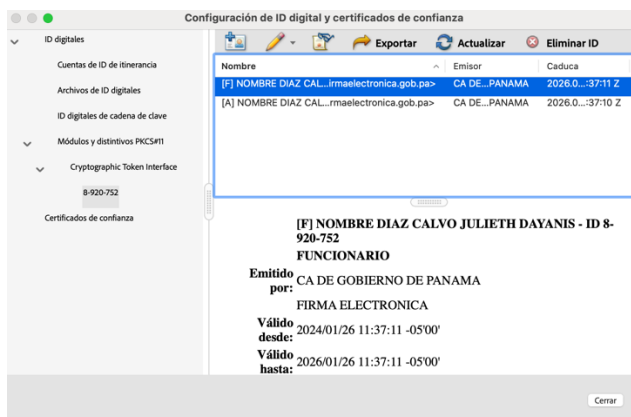 Configuración de ID digital y certificados de confianza
ID digitales
Cuentas de ID de itinerancia
Archivos de ID digitales
ID digitales de cadena de clave
Módulos y distintivos PKCS#11
Cryptographic Token Interface
8-920-752
Certificados de confianza
Exportar Actualizar Eliminar ID
Nombre Emisor Caduca
[F] NOMBRE DIAZ CAL...irmaelectronica.gob.pa> CA DE...PANAMA 2026.0...:37:11 Z
[A] NOMBRE DIAZ CAL...rmaelectronica.gob.pa> CA DE...PANAMA 2026.0...:37:10 Z
[F] NOMBRE DIAZ CALVO JULIETH DAYANIS - ID 8-
920-752
FUNCIONARIO
Emitido por: CA DE GOBIERNO DE PANAMA
FIRMA ELECTRONICA
Válido desde: 2024/01/26 11:37:11 -05'00'
Válido hasta: 2026/01/26 11:37:11 -05'00'
Cerrar